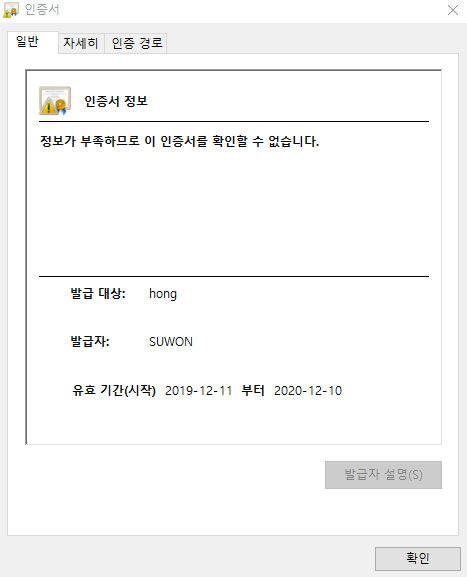 인증서
일반 자세히 인증 경로
인증서 정보
정보가 부족하므로 이 인증서를 확인할 수 없습니다.
발급 대상: hong
발급자: SUWON
유효 기간(시작) 2019-12-11 부터 2020-12-10
발급자 설명(S)
확인